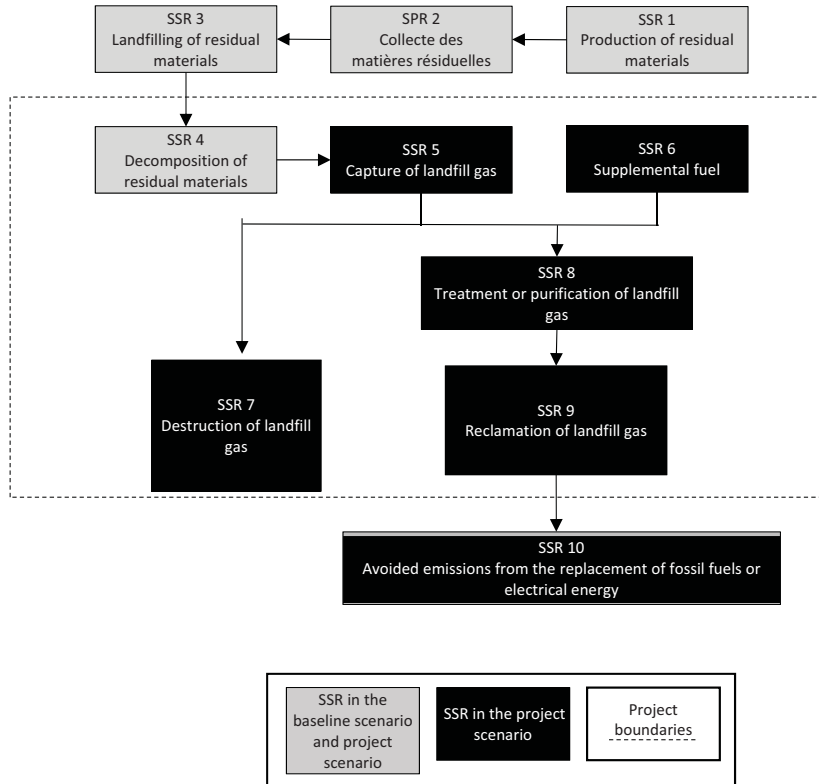 SSR 3
Landfilling of residual
materials
SPR 2
Collecte des
matières résiduelles
SSR 1
Production of residual
materials
SSR 4
Decomposition of
residual materials
SSR 5
Capture of landfill gas
SSR 6
Supplemental fuel
SSR 8
Treatment or purification of landfill
gas
SSR 7
Destruction of landfill
gas
SSR 9
Reclamation of landfill gas
SSR 10
Avoided emissions from the replacement of fossil fuels or
electrical energy
SSR in the
baseline scenario
and project
scenario
SSR in the project
scenario
Project
boundaries